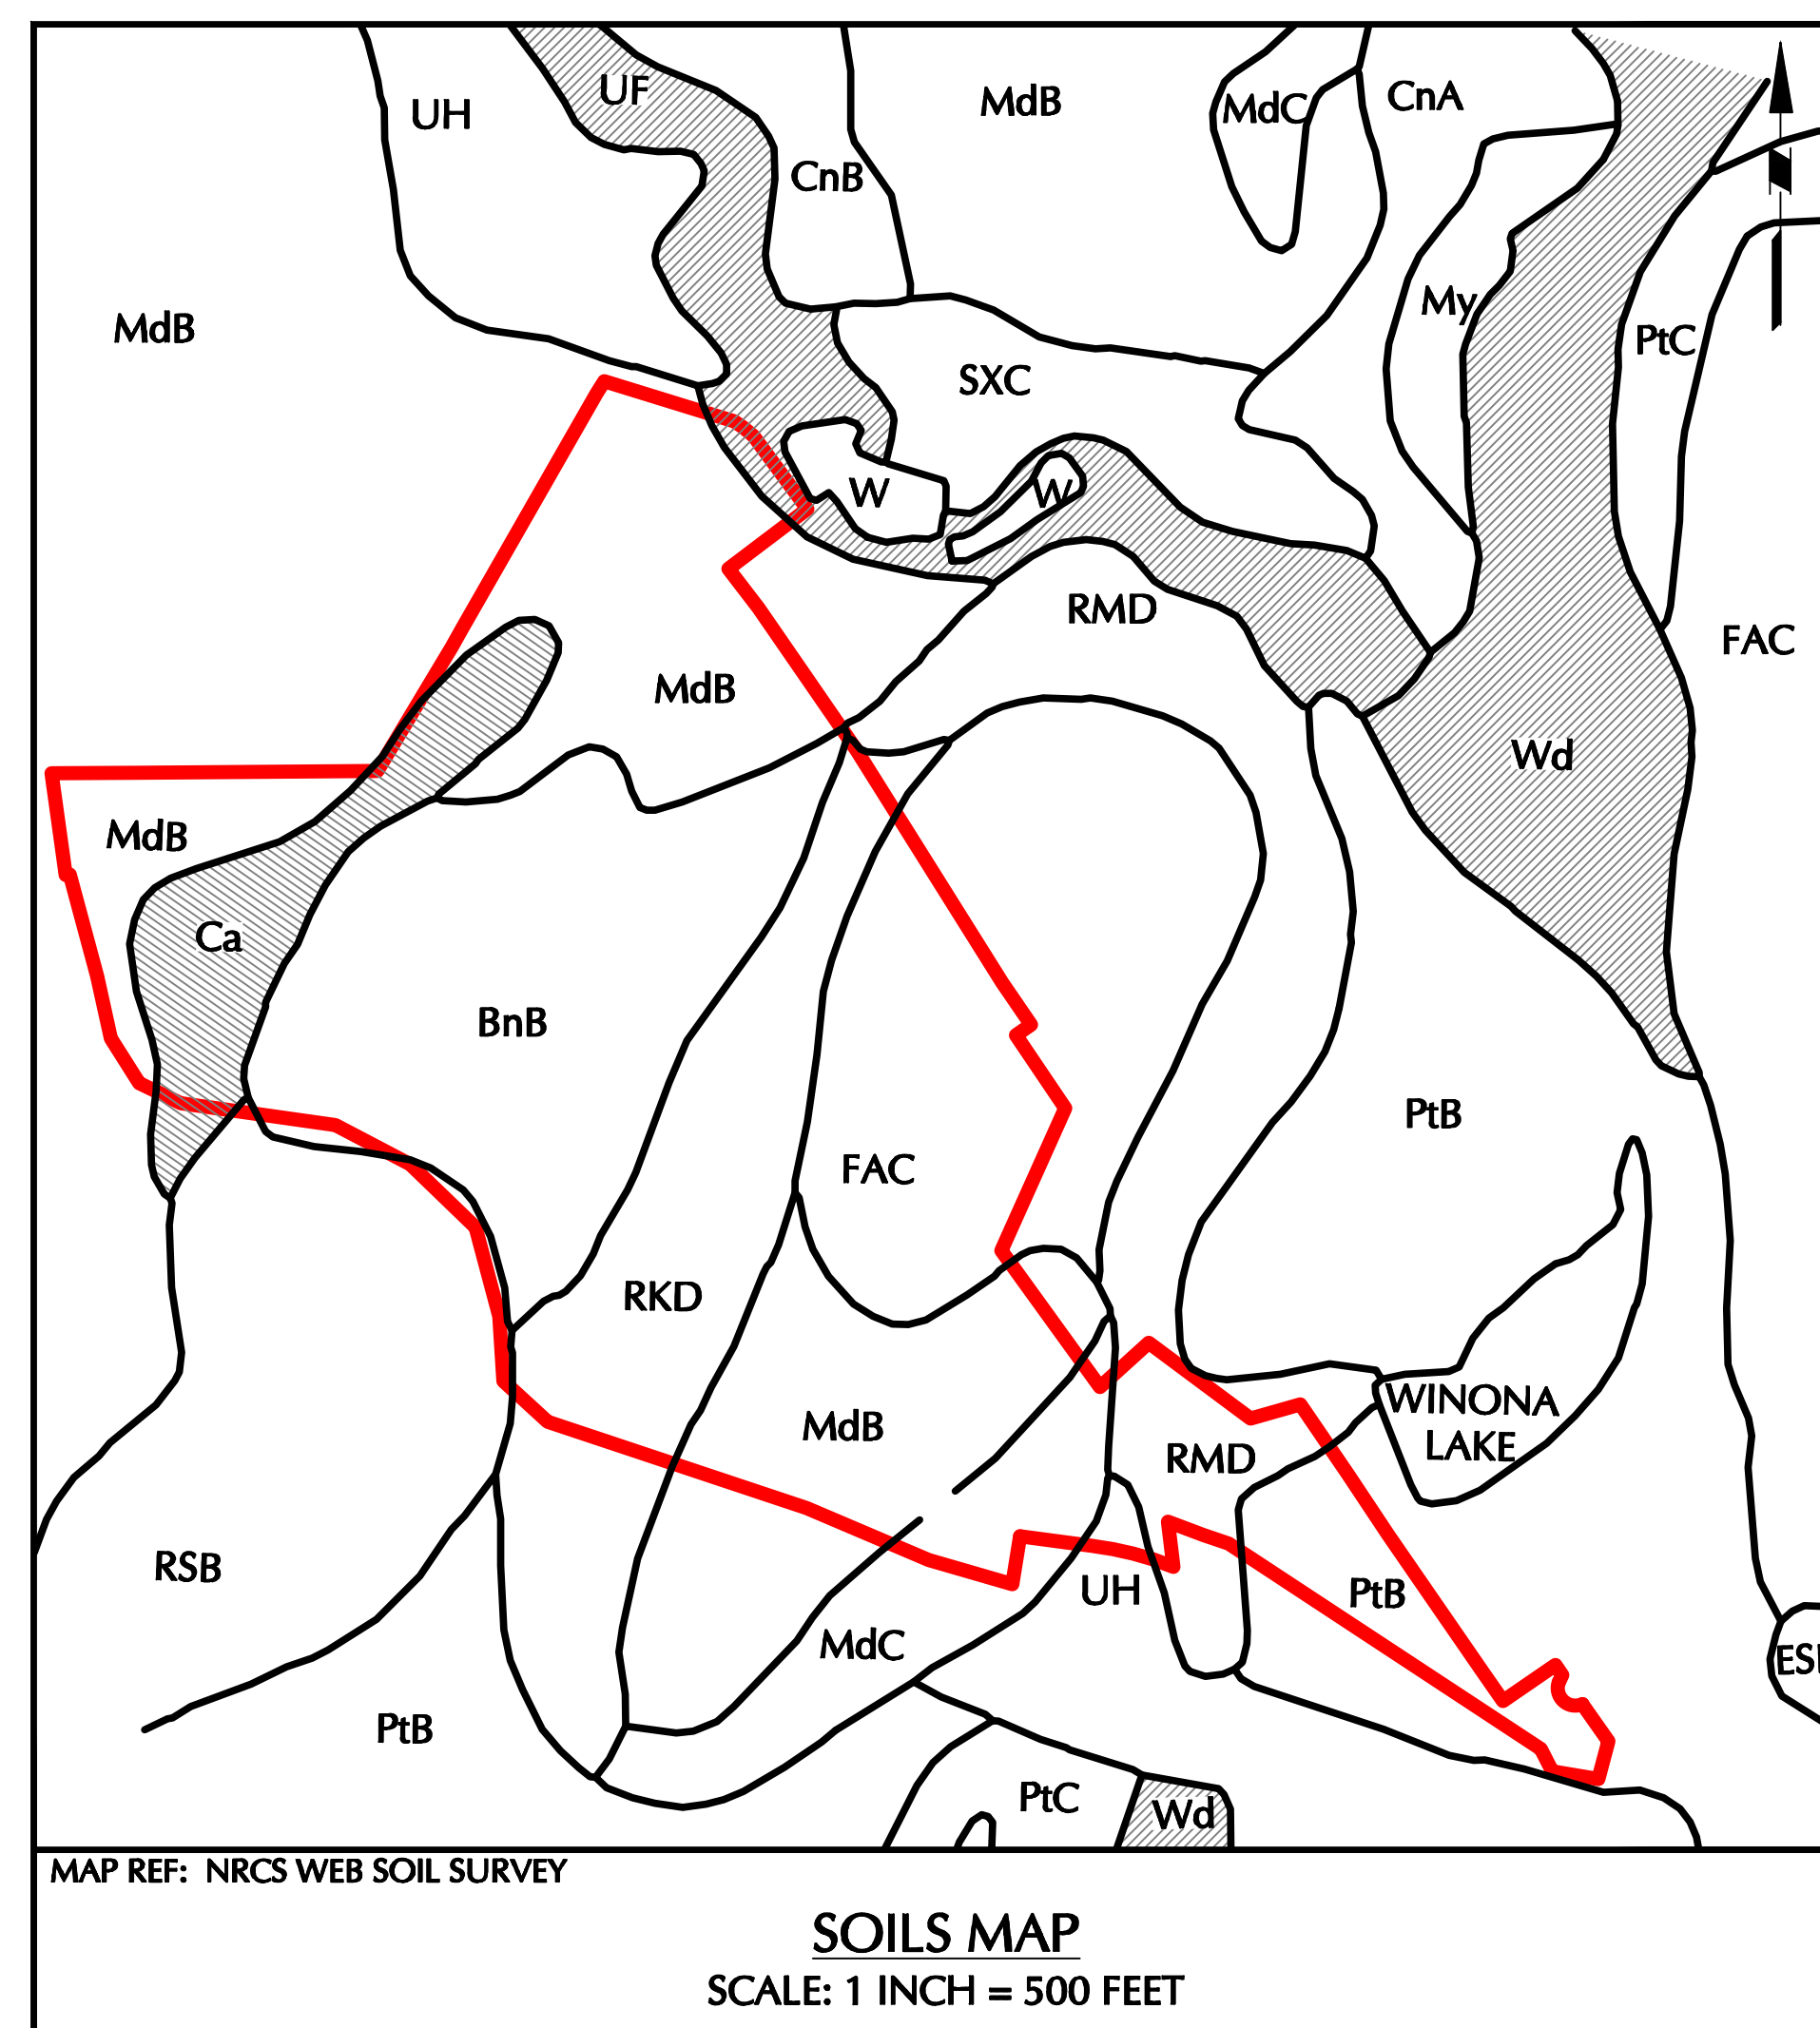 UF
UH
MdB
MdC
CnA
CnB
My
MdB
PtC
SXC
W
W
RMD
FAC
MdB
Wd
MdB
Ca
BnB
PtB
FAC
RKD
WINONA
LAKE
MdB
RMD
RSB
UH
PtB
MdC
PtB
PtC
Wd
MAP REF: NRCS WEB SOIL SURVEY
SOILS MAP
SCALE: 1 INCH = 500 FEET